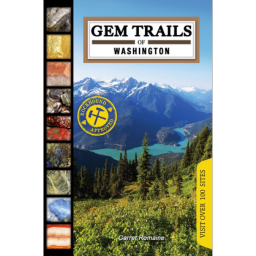 GEM TRAILS
OF
WASHINGTON
ROCKHOUND
APPROVED
VISIT OVER 100 SITES
Garret Romaine